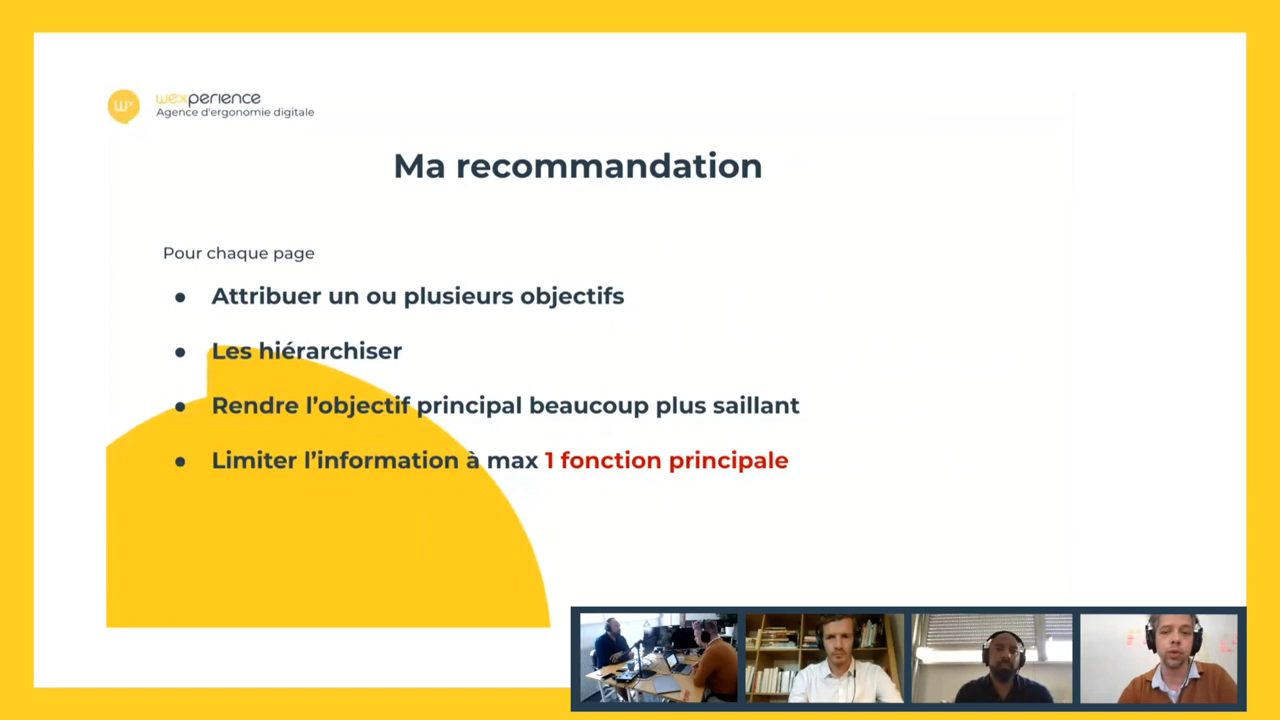 wexperience
Agence d'ergonomie digitale
Ma recommandation
Pour chaque page
● Attribuer un ou plusieurs objectifs
● Les hiérarchiser
● Rendre l’objectif principal beaucoup plus saillant
● Limiter l’information à max 1 fonction principale